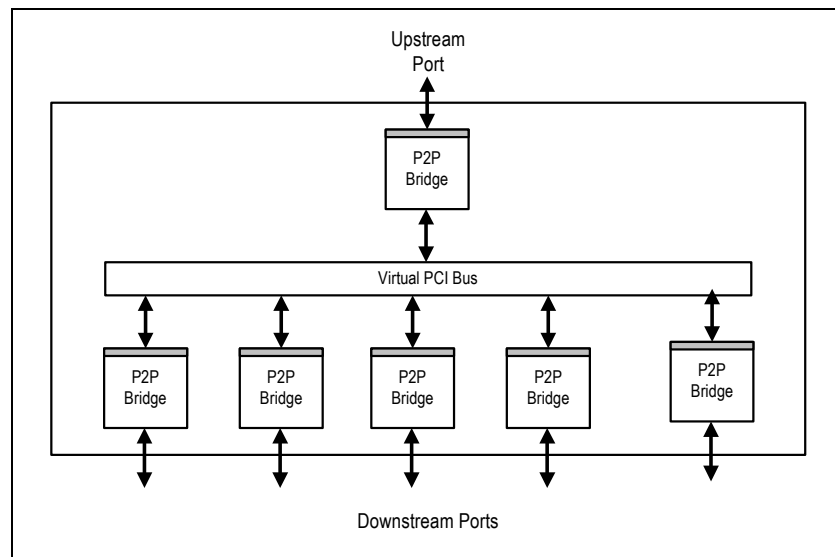 Upstream
Port
P2P
Bridge
Virtual PCI Bus
P2P
Bridge
P2P
Bridge
P2P
Bridge
P2P
Bridge
P2P
Bridge
Downstream Ports